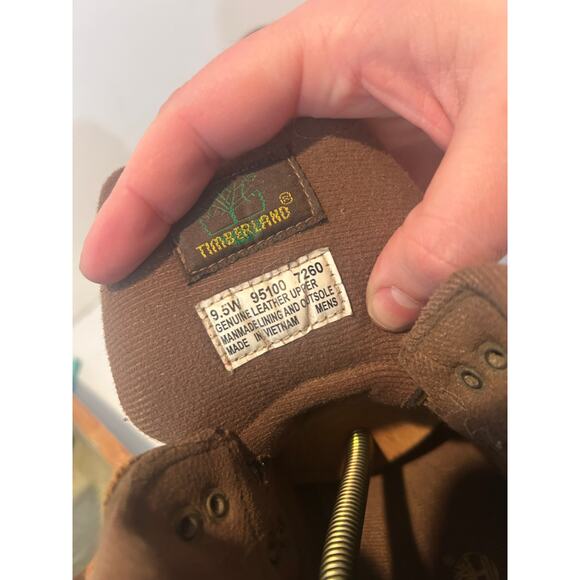 TIMBERLAND®
9.5W 95100 7260
GENUINE LEATHER UPPER
MANMADE LINING AND OUTSOLE
MADE IN VIETNAM MENS